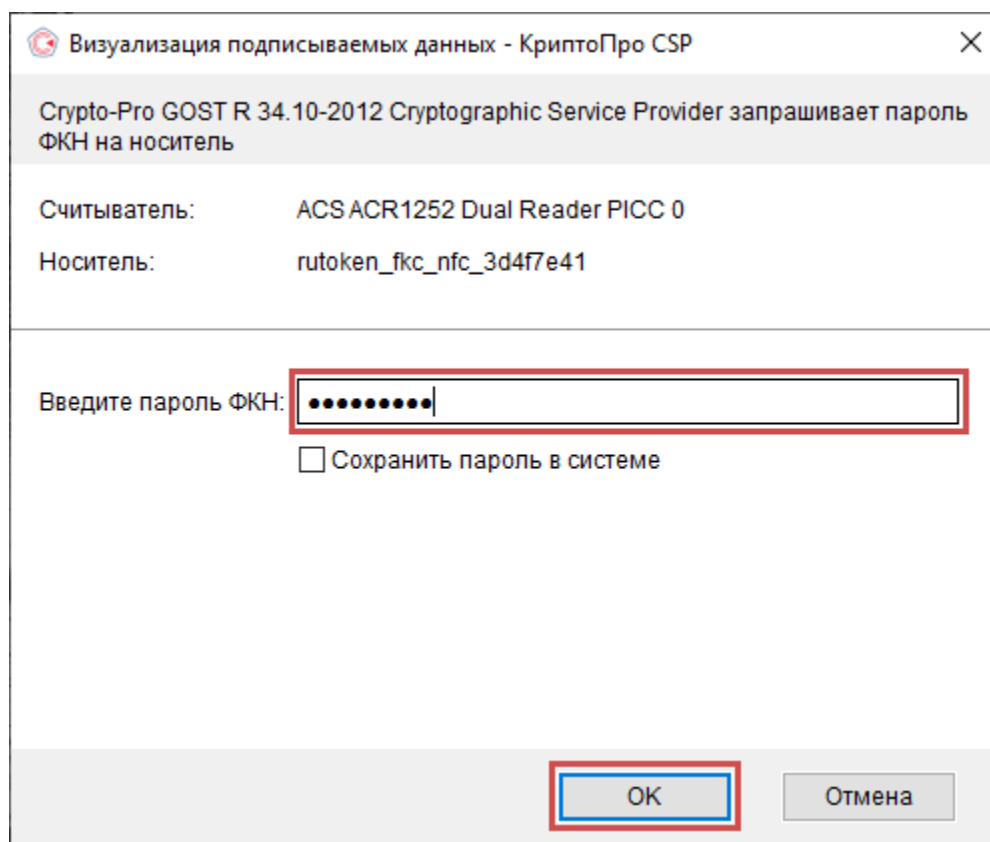 Визуализация подписываемых данных - КриптоПро CSP
Crypto-Pro GOST R 34.10-2012 Cryptographic Service Provider запрашивает пароль
ФКН на носитель
Считыватель: ACS ACR1252 Dual Reader PICC 0
Носитель: rutoken_fkc_nfc_3d4f7e41
Введите пароль ФКН: •••••••••
Сохранить пароль в системе
OK Отмена